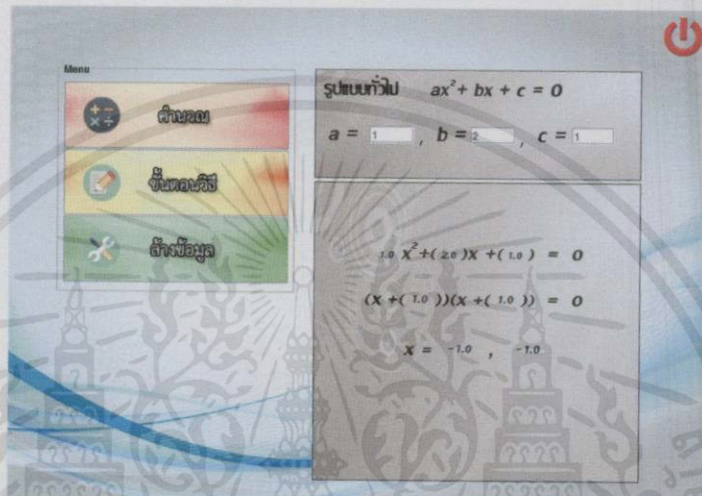 Menu
คำนวณ
ขั้นตอนวิธี
ล้างข้อมูล
รูปแบบทั่วไป ax²+ bx + c = 0
a = 1 , b = 2 , c = 1
1.0 x²+( 2.0 )x +( 1.0 ) = 0
(x +( 1.0 ))(x +( 1.0 )) = 0
x = -1.0 , -1.0